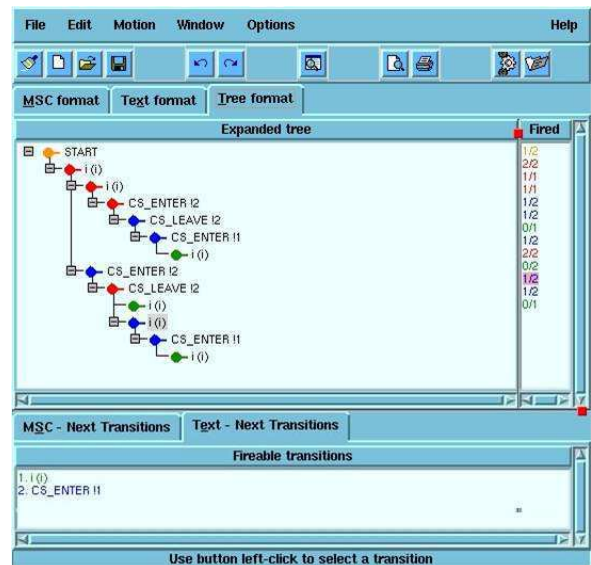 File Edit Motion Window Options Help
MSC format Text format Tree format
Expanded tree Fired
START 1/2
i (i) 2/2
i (i) 1/1
CS_ENTER !2 1/1
CS_LEAVE !2 1/2
CS_ENTER !1 1/2
i (i) 0/1
CS_ENTER !2 1/2
CS_LEAVE !2 2/2
i (i) 0/2
i (i) 1/2
CS_ENTER !1 1/2
i (i) 0/1
MSC - Next Transitions Text - Next Transitions
Fireable transitions
1. i (i)
2. CS_ENTER !1
Use button left-click to select a transition